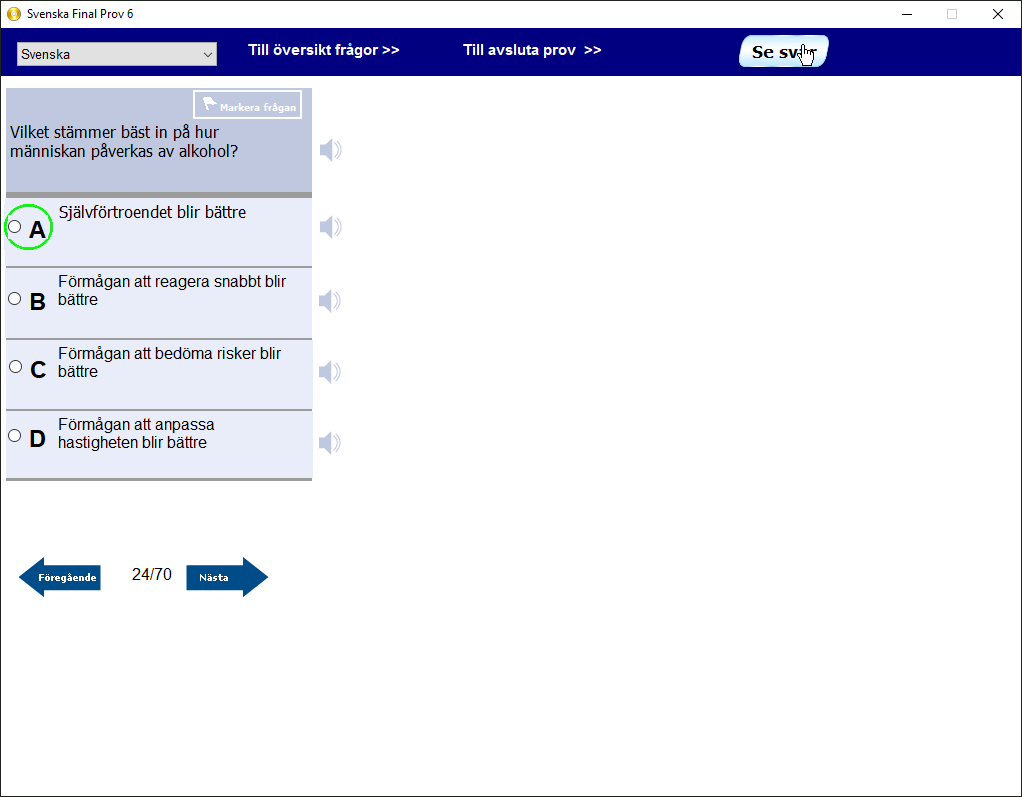 Svenska Final Prov 6
Svenska
Till översikt frågor >>
Till avsluta prov >>
Se svar
Markera frågan
Vilket stämmer bäst in på hur
människan påverkas av alkohol?
A Självförtroendet blir bättre
B Förmågan att reagera snabbt blir
bättre
C Förmågan att bedöma risker blir
bättre
D Förmågan att anpassa
hastigheten blir bättre
Föregående
24/70
Nästa